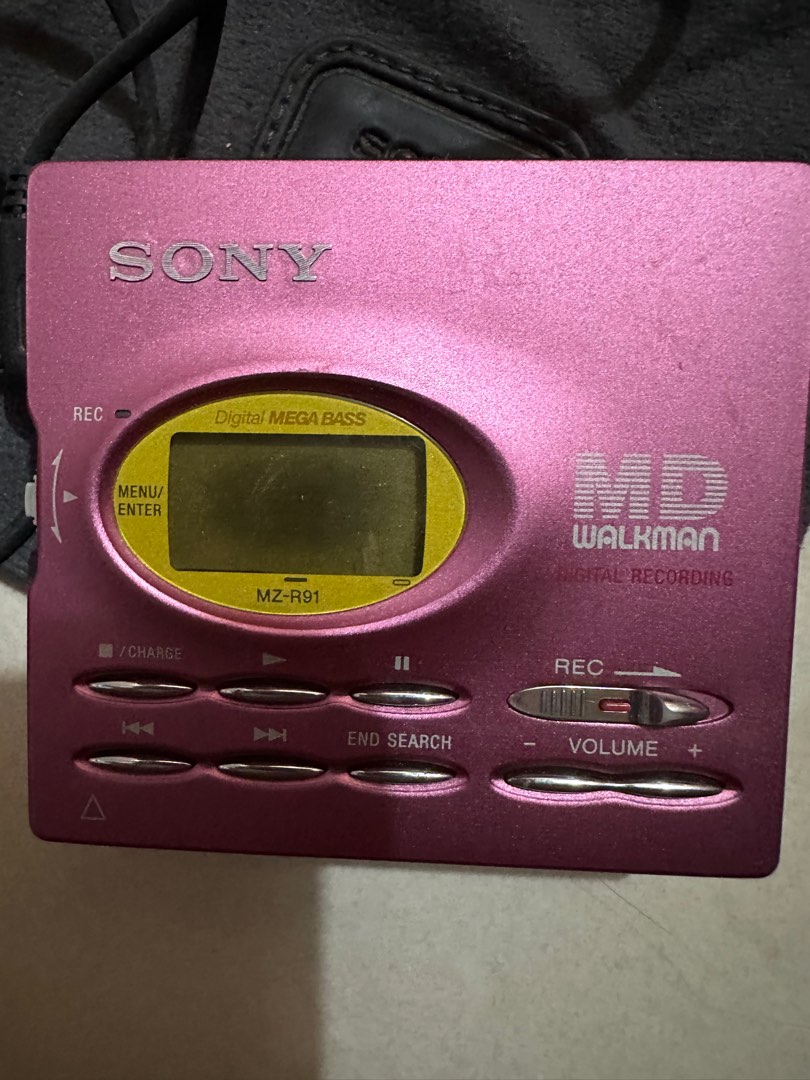 SONY
REC
Digital MEGA BASS
MENU/
ENTER
MZ-R91
MD
WALKMAN
DIGITAL RECORDING
/CHARGE
REC
END SEARCH
- VOLUME +